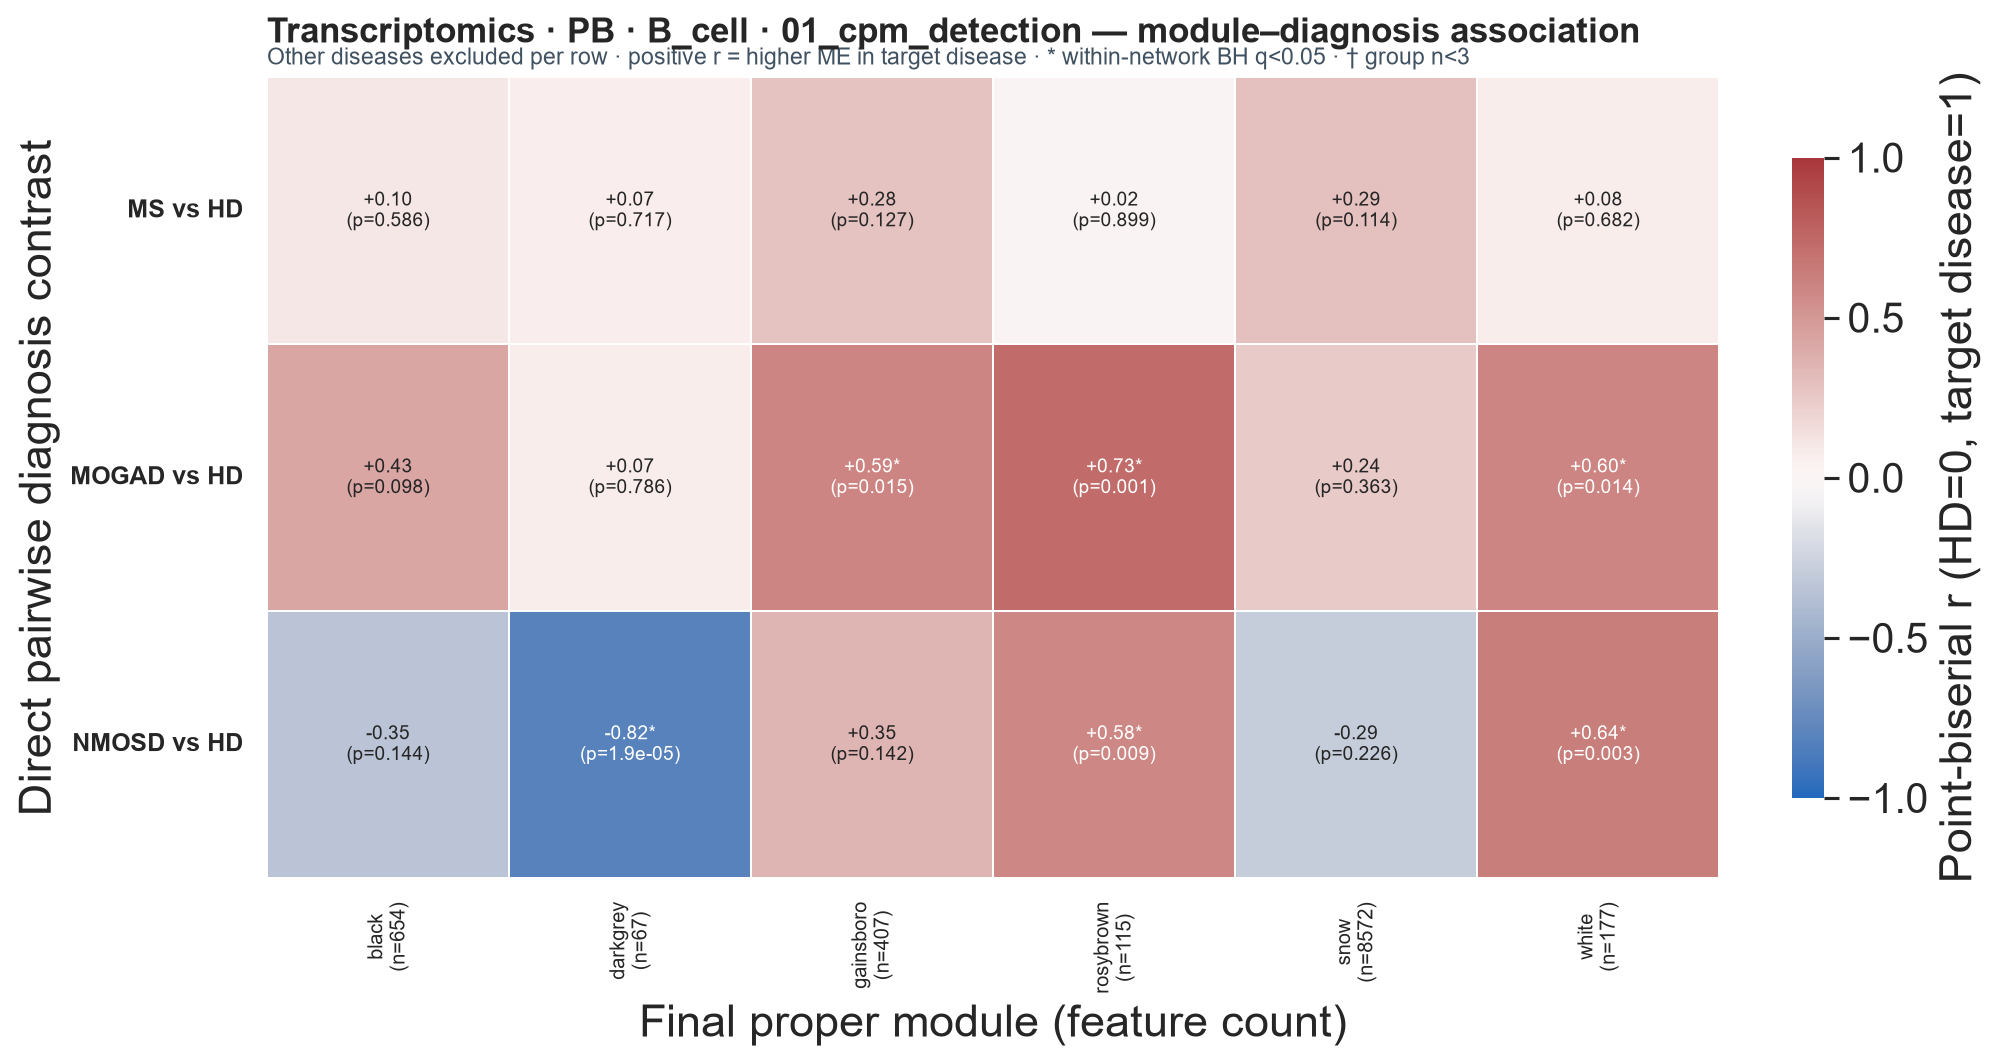 Transcriptomics · PB · B_cell · 01_cpm_detection — module–diagnosis association
Other diseases excluded per row · positive r = higher ME in target disease · * within-network BH q<0.05 · † group n<3
Direct pairwise diagnosis contrast
MS vs HD
+0.10
(p=0.586)
+0.07
(p=0.717)
+0.28
(p=0.127)
+0.02
(p=0.899)
+0.29
(p=0.114)
+0.08
(p=0.682)
MOGAD vs HD
+0.43
(p=0.098)
+0.07
(p=0.786)
+0.59*
(p=0.015)
+0.73*
(p=0.001)
+0.24
(p=0.363)
+0.60*
(p=0.014)
NMOSD vs HD
-0.35
(p=0.144)
-0.82*
(p=1.9e-05)
+0.35
(p=0.142)
+0.58*
(p=0.009)
-0.29
(p=0.226)
+0.64*
(p=0.003)
black
(n=654)
darkgrey
(n=67)
gainsboro
(n=407)
rosybrown
(n=115)
snow
(n=8572)
white
(n=177)
Final proper module (feature count)
1.0
0.5
0.0
−0.5
−1.0
Point-biserial r (HD=0, target disease=1)